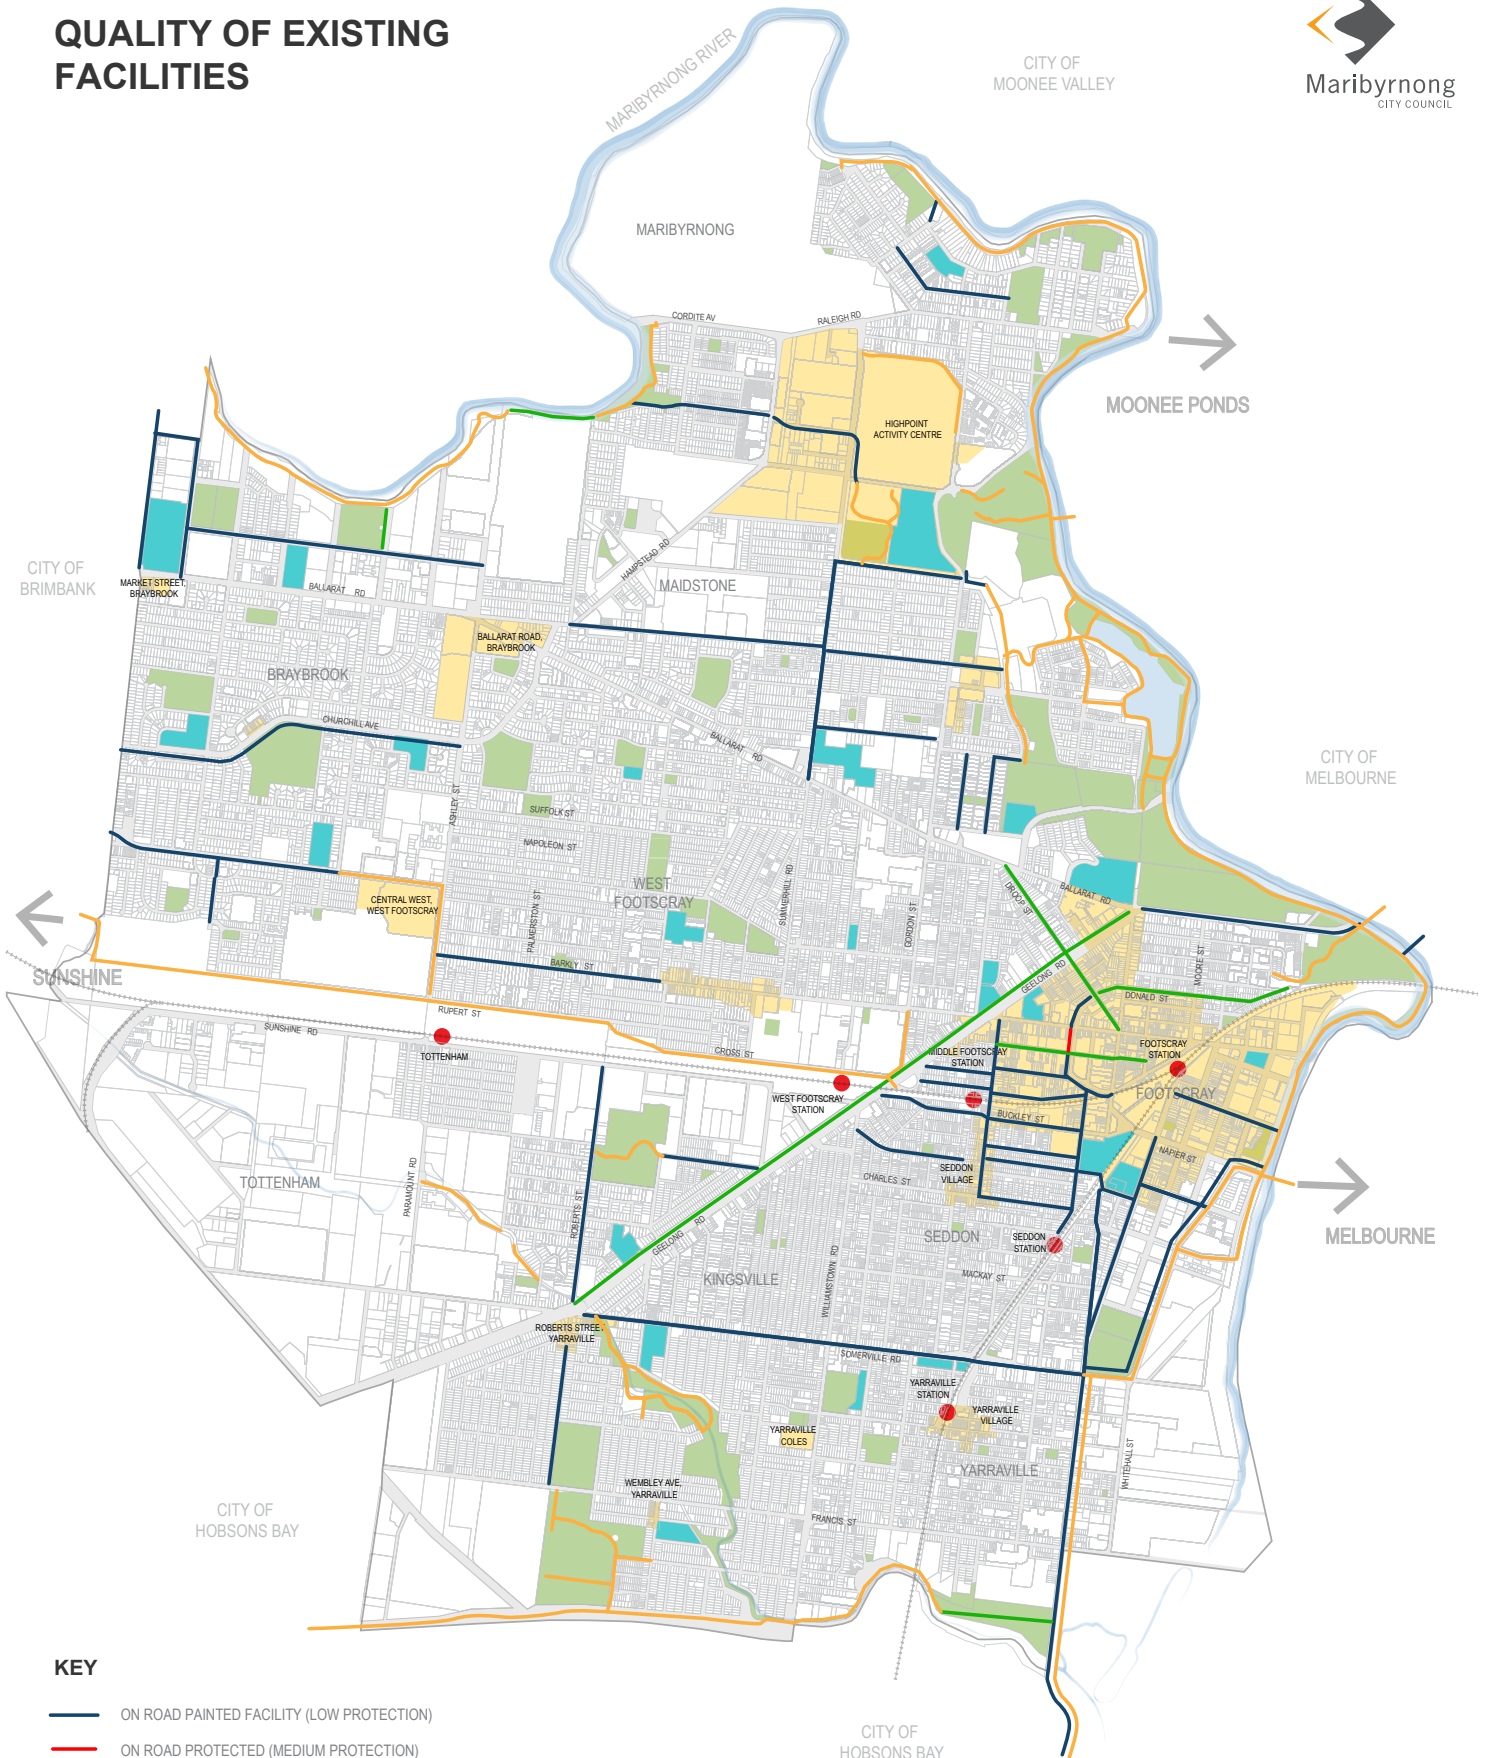 QUALITY OF EXISTING
FACILITIES
Maribyrnong
CITY COUNCIL
CITY OF
MOONEE VALLEY
MARIBYRNONG RIVER
MARIBYRNONG
CORDITE AV
RALEIGH RD
MOONEE PONDS
HIGHPOINT
ACTIVITY CENTRE
HAMPSTEAD RD
MAIDSTONE
CITY OF
BRIMBANK
MARKET STREET,
BRAYBROOK
BALLARAT RD
BALLARAT ROAD,
BRAYBROOK
BRAYBROOK
CHURCHILL AVE
BALLARAT RD
CITY OF
MELBOURNE
ASHLEY ST
SUFFOLK ST
NAPOLEON ST
WEST
FOOTSCRAY
SUMMERHILL RD
PALMERSTON ST
GORDON ST
DROOP ST
BALLARAT RD
CENTRAL WEST,
WEST FOOTSCRAY
MOORE ST
BARKLY ST
GEELONG RD
DONALD ST
SUNSHINE
RUPERT ST
SUNSHINE RD
TOTTENHAM
CROSS ST
MIDDLE FOOTSCRAY
STATION
FOOTSCRAY
STATION
WEST FOOTSCRAY
STATION
FOOTSCRAY
BUCKLEY ST
NAPIER ST
SEDDON
VILLAGE
CHARLES ST
TOTTENHAM
PARAMOUNT RD
ROBERTS ST
GEELONG RD
SEDDON
SEDDON
STATION
MELBOURNE
KINGSVILLE
WILLIAMSTOWN RD
MACKAY ST
ROBERTS STREET,
YARRAVILLE
SOMERVILLE RD
YARRAVILLE
STATION
YARRAVILLE
VILLAGE
YARRAVILLE
COLES
YARRAVILLE
WHITEHALL ST
WEMBLEY AVE,
YARRAVILLE
FRANCIS ST
CITY OF
HOBSONS BAY
KEY
ON ROAD PAINTED FACILITY (LOW PROTECTION)
ON ROAD PROTECTED (MEDIUM PROTECTION)
CITY OF
HOBSONS BAY